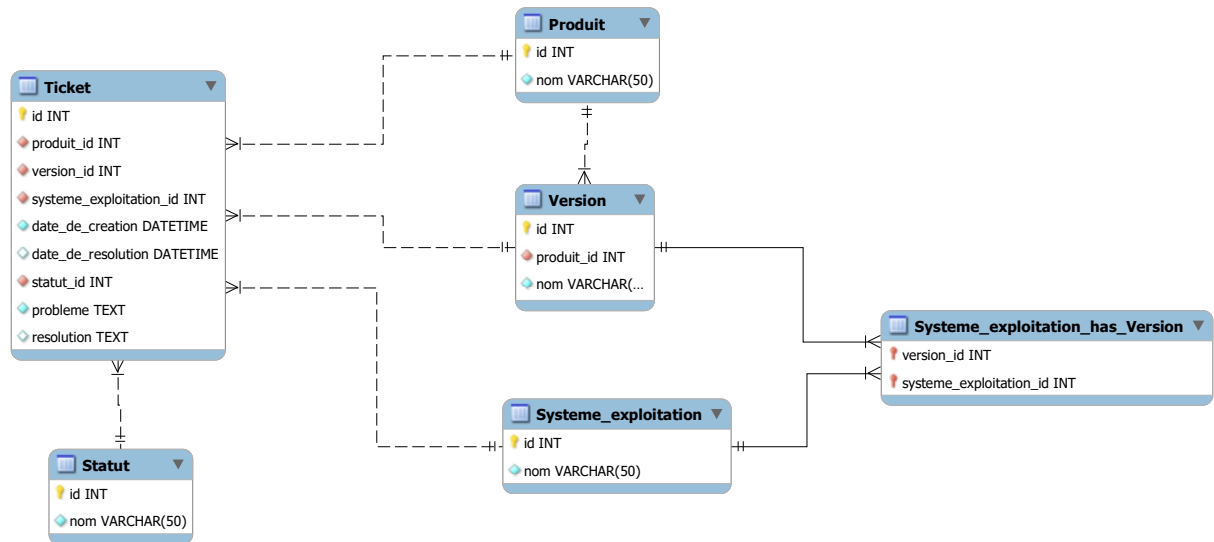 Produit
id INT
nom VARCHAR(50)
Ticket
id INT
produit_id INT
version_id INT
systeme_exploitation_id INT
date_de_creation DATETIME
date_de_resolution DATETIME
statut_id INT
probleme TEXT
resolution TEXT
Version
id INT
produit_id INT
nom VARCHAR(...
Systeme_exploitation_has_Version
version_id INT
systeme_exploitation_id INT
Systeme_exploitation
id INT
nom VARCHAR(50)
Statut
id INT
nom VARCHAR(50)